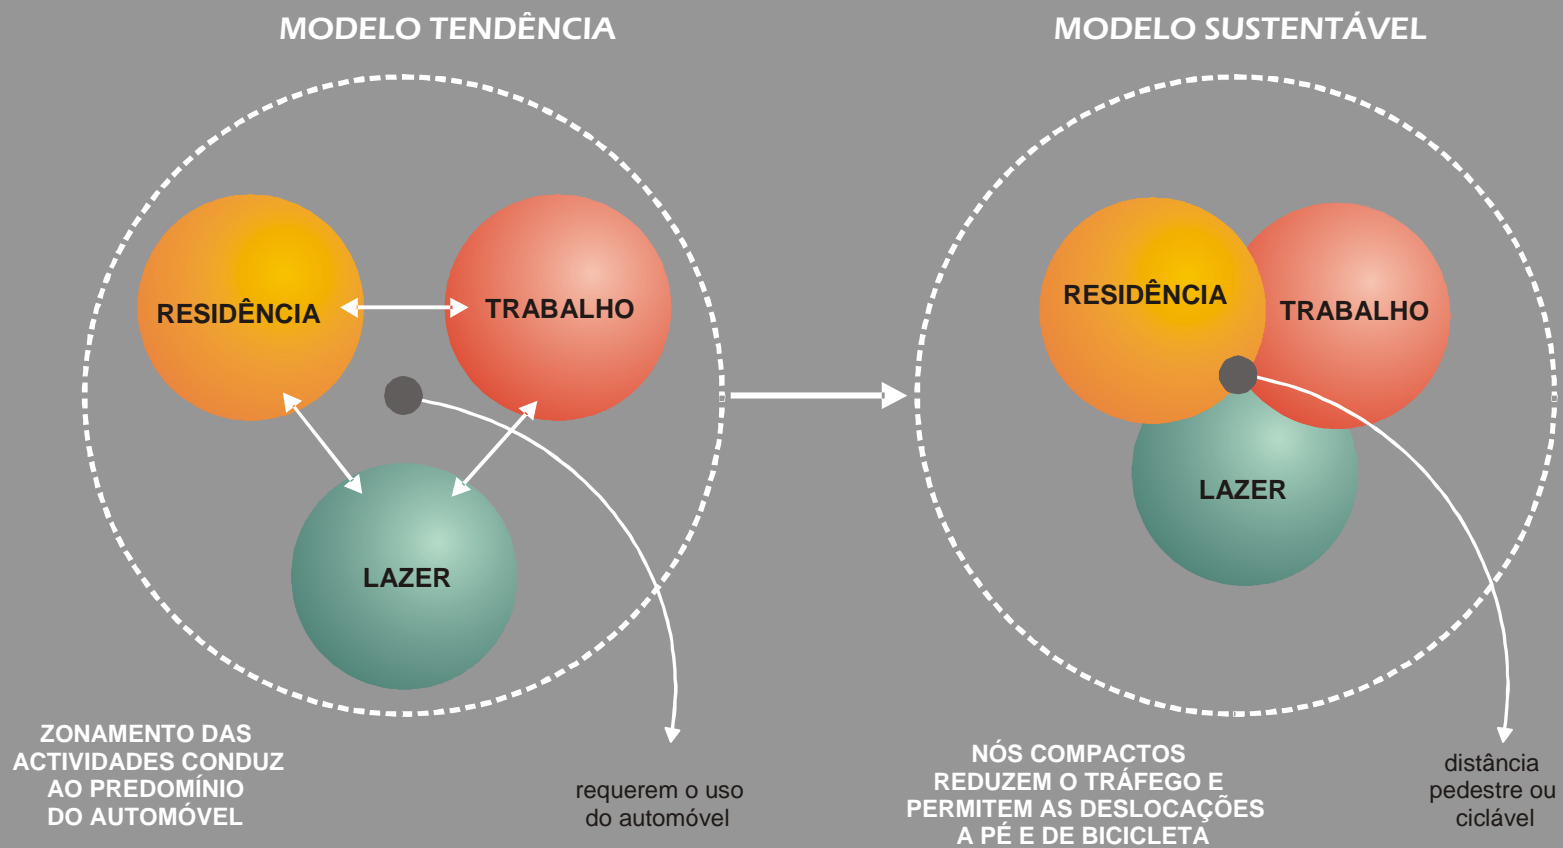 MODELO TENDÊNCIA
RESIDÊNCIA
TRABALHO
LAZER
ZONAMENTO DAS
ACTIVIDADES CONDUZ
AO PREDOMÍNIO
DO AUTOMÓVEL
requerem o uso
do automóvel
MODELO SUSTENTÁVEL
RESIDÊNCIA
TRABALHO
LAZER
NÓS COMPACTOS
REDUZEM O TRÁFEGO E
PERMITEM AS DESLOCAÇÕES
A PÉ E DE BICICLETA
distância
pedestre ou
ciclável